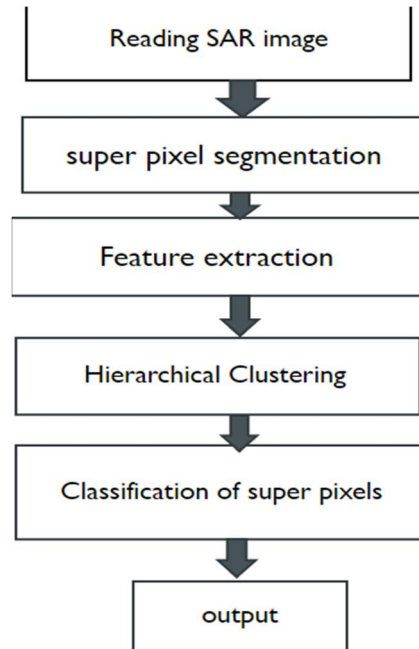 Reading SAR image
super pixel segmentation
Feature extraction
Hierarchical Clustering
Classification of super pixels
output